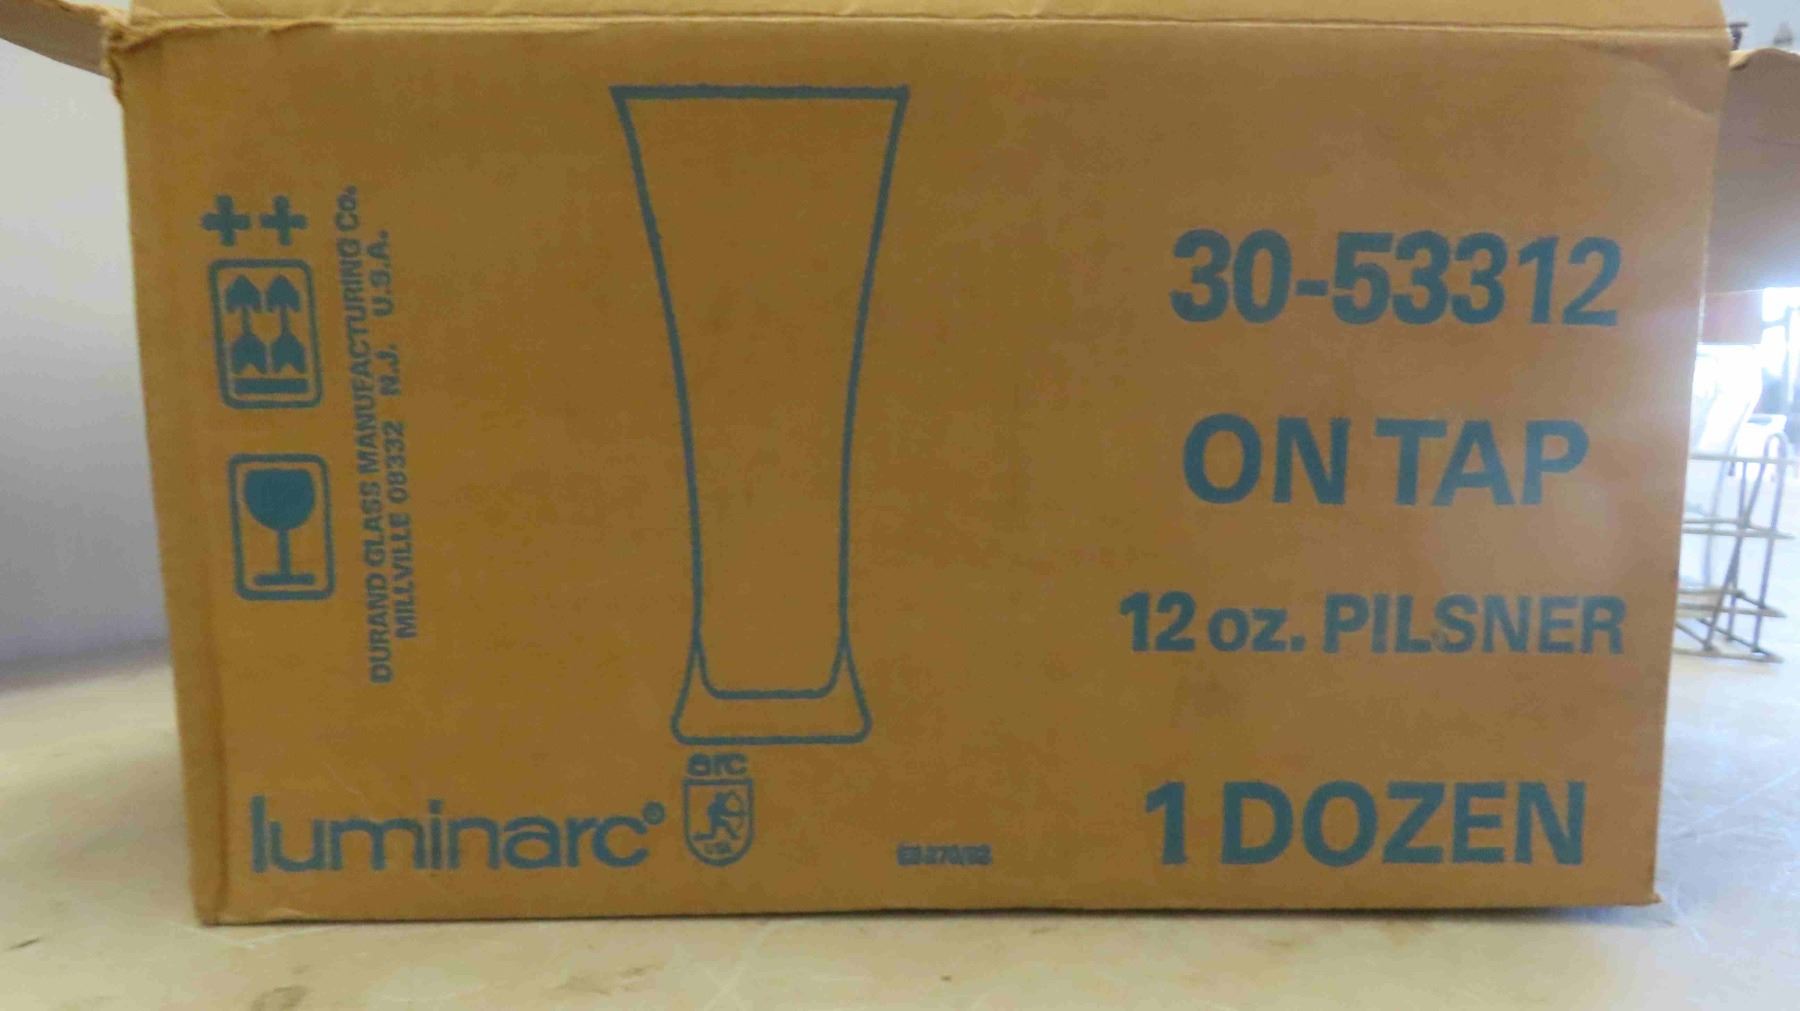 DURAND GLASS MANUFACTURING Co.
MILLVILLE 08332 N.J. U.S.A.
30-53312
ON TAP
12 oz. PILSNER
1 DOZEN
arc
luminarc®